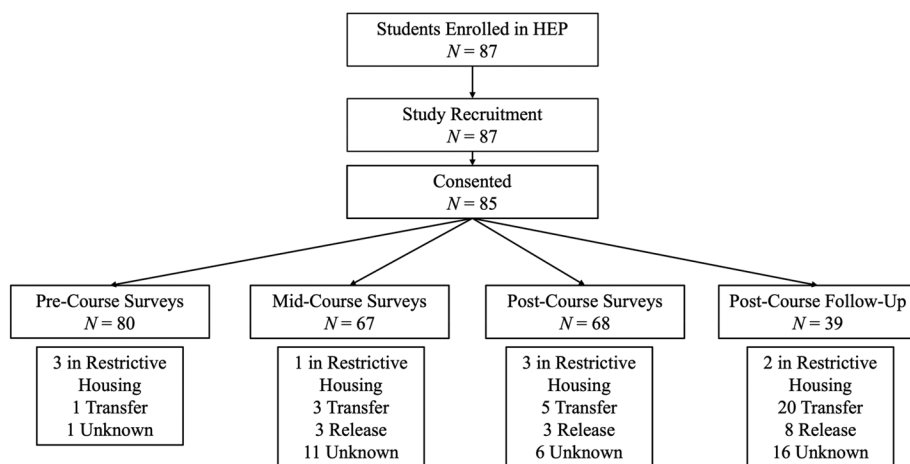 Students Enrolled in HEP
N = 87
Study Recruitment
N = 87
Consented
N = 85
Pre-Course Surveys
N = 80
3 in Restrictive
Housing
1 Transfer
1 Unknown
Mid-Course Surveys
N = 67
1 in Restrictive
Housing
3 Transfer
3 Release
11 Unknown
Post-Course Surveys
N = 68
3 in Restrictive
Housing
5 Transfer
3 Release
6 Unknown
Post-Course Follow-Up
N = 39
2 in Restrictive
Housing
20 Transfer
8 Release
16 Unknown